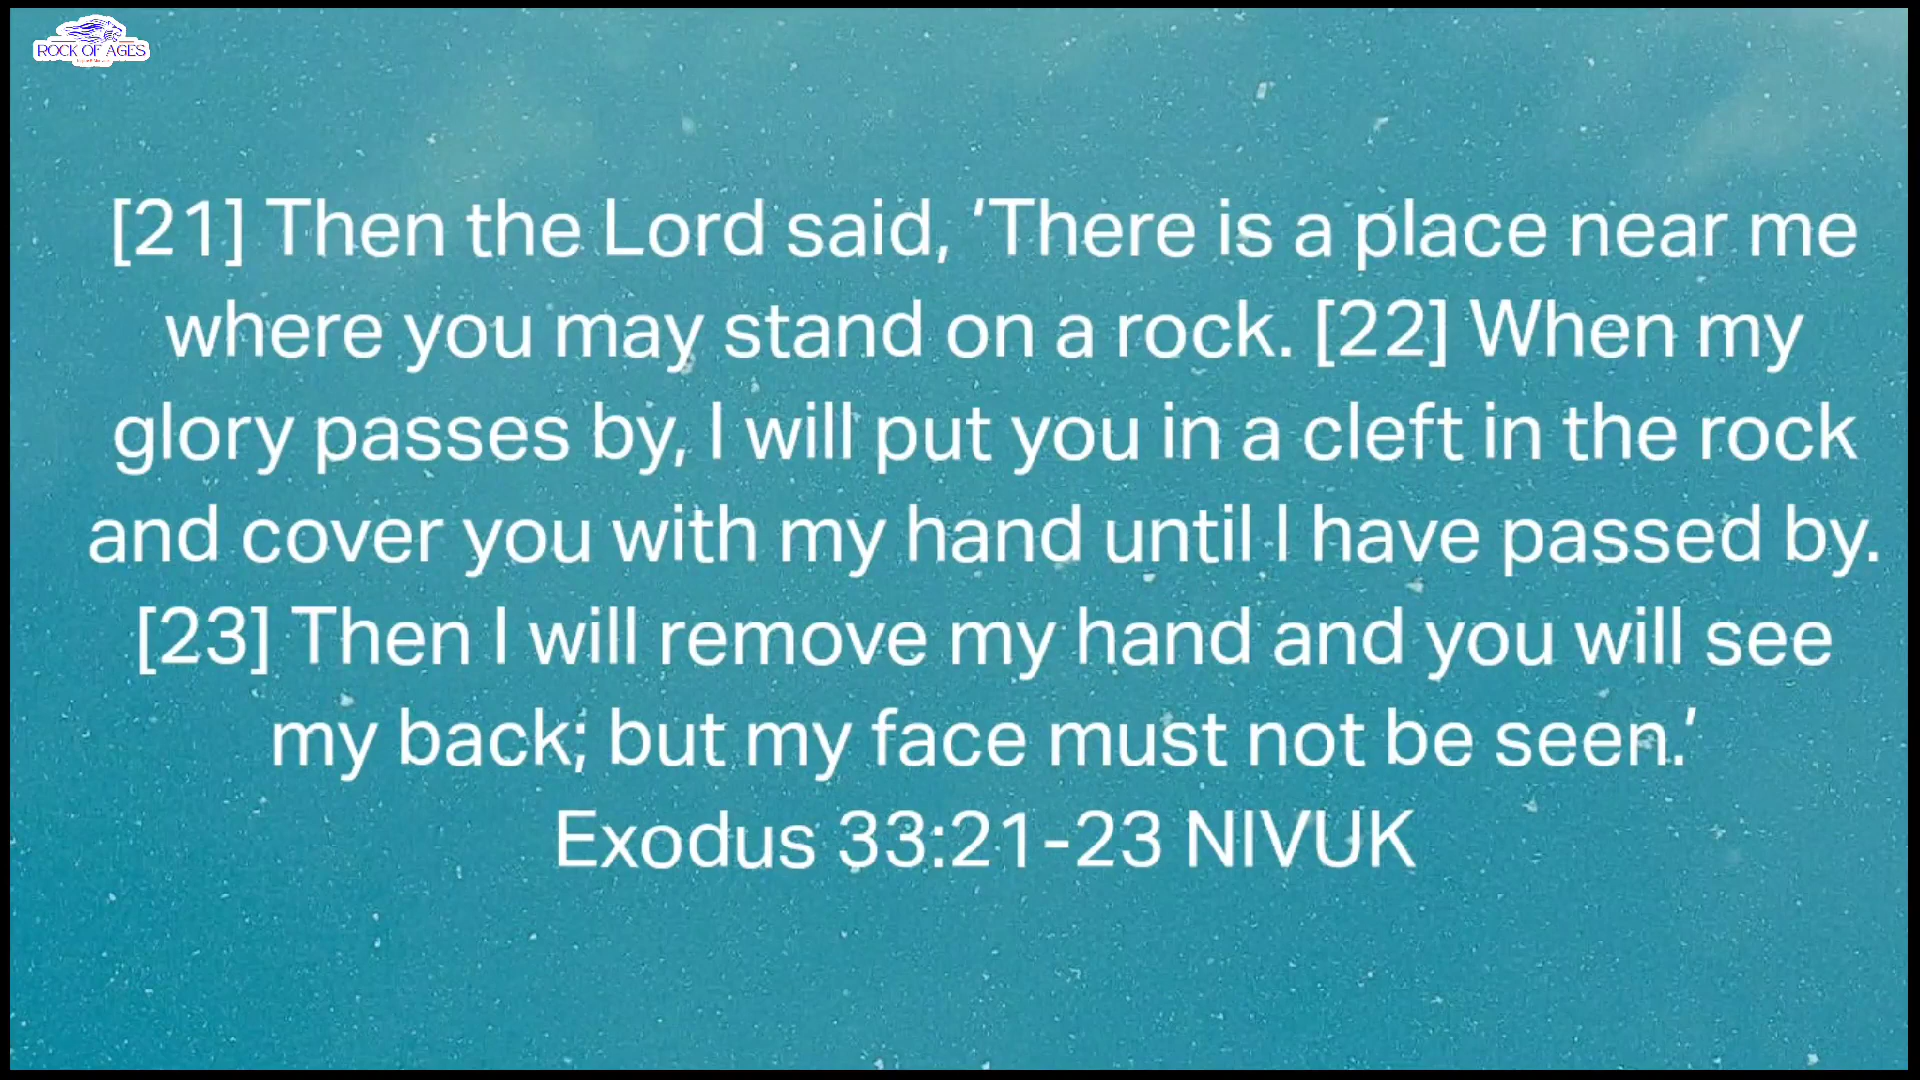 ROCK OF AGES
[21] Then the Lord said, ‘There is a place near me
where you may stand on a rock. [22] When my
glory passes by, I will put you in a cleft in the rock
and cover you with my hand until I have passed by.
[23] Then I will remove my hand and you will see
my back; but my face must not be seen.’
Exodus 33:21-23 NIVUK